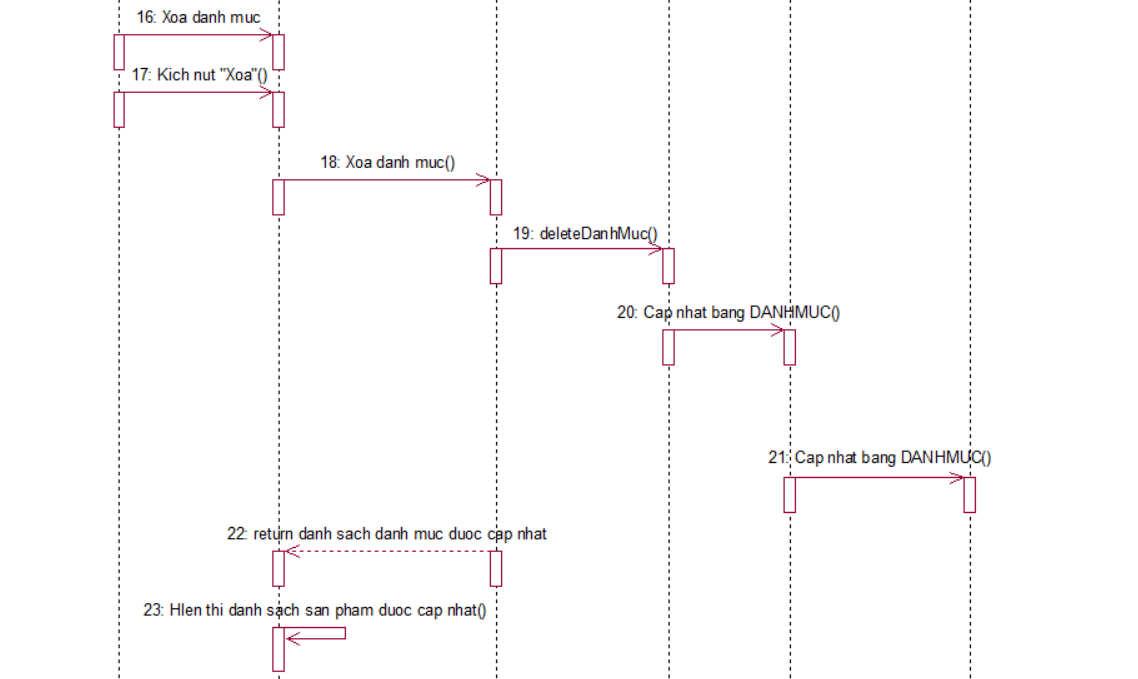 16: Xoa danh muc
17: Kich nut "Xoa"()
18: Xoa danh muc()
19: deleteDanhMuc()
20: Cap nhat bang DANHMUC()
21: Cap nhat bang DANHMUC()
22: return danh sach danh muc duoc cap nhat
23: HIen thi danh sach san pham duoc cap nhat()